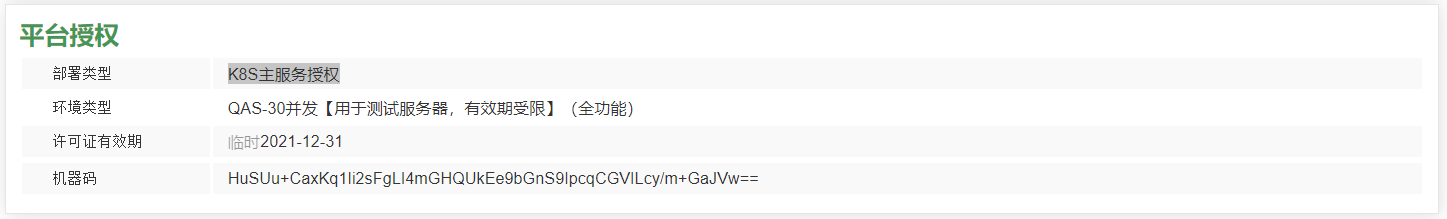 平台授权
部署类型 K8S主服务授权
环境类型 QAS-30并发【用于测试服务器，有效期受限】（全功能）
许可证有效期 临时2021-12-31
机器码 HuSUu+CaxKq1Ii2sFgLI4mGHQUkEe9bGnS9lpcqCGVILcy/m+GaJVw==